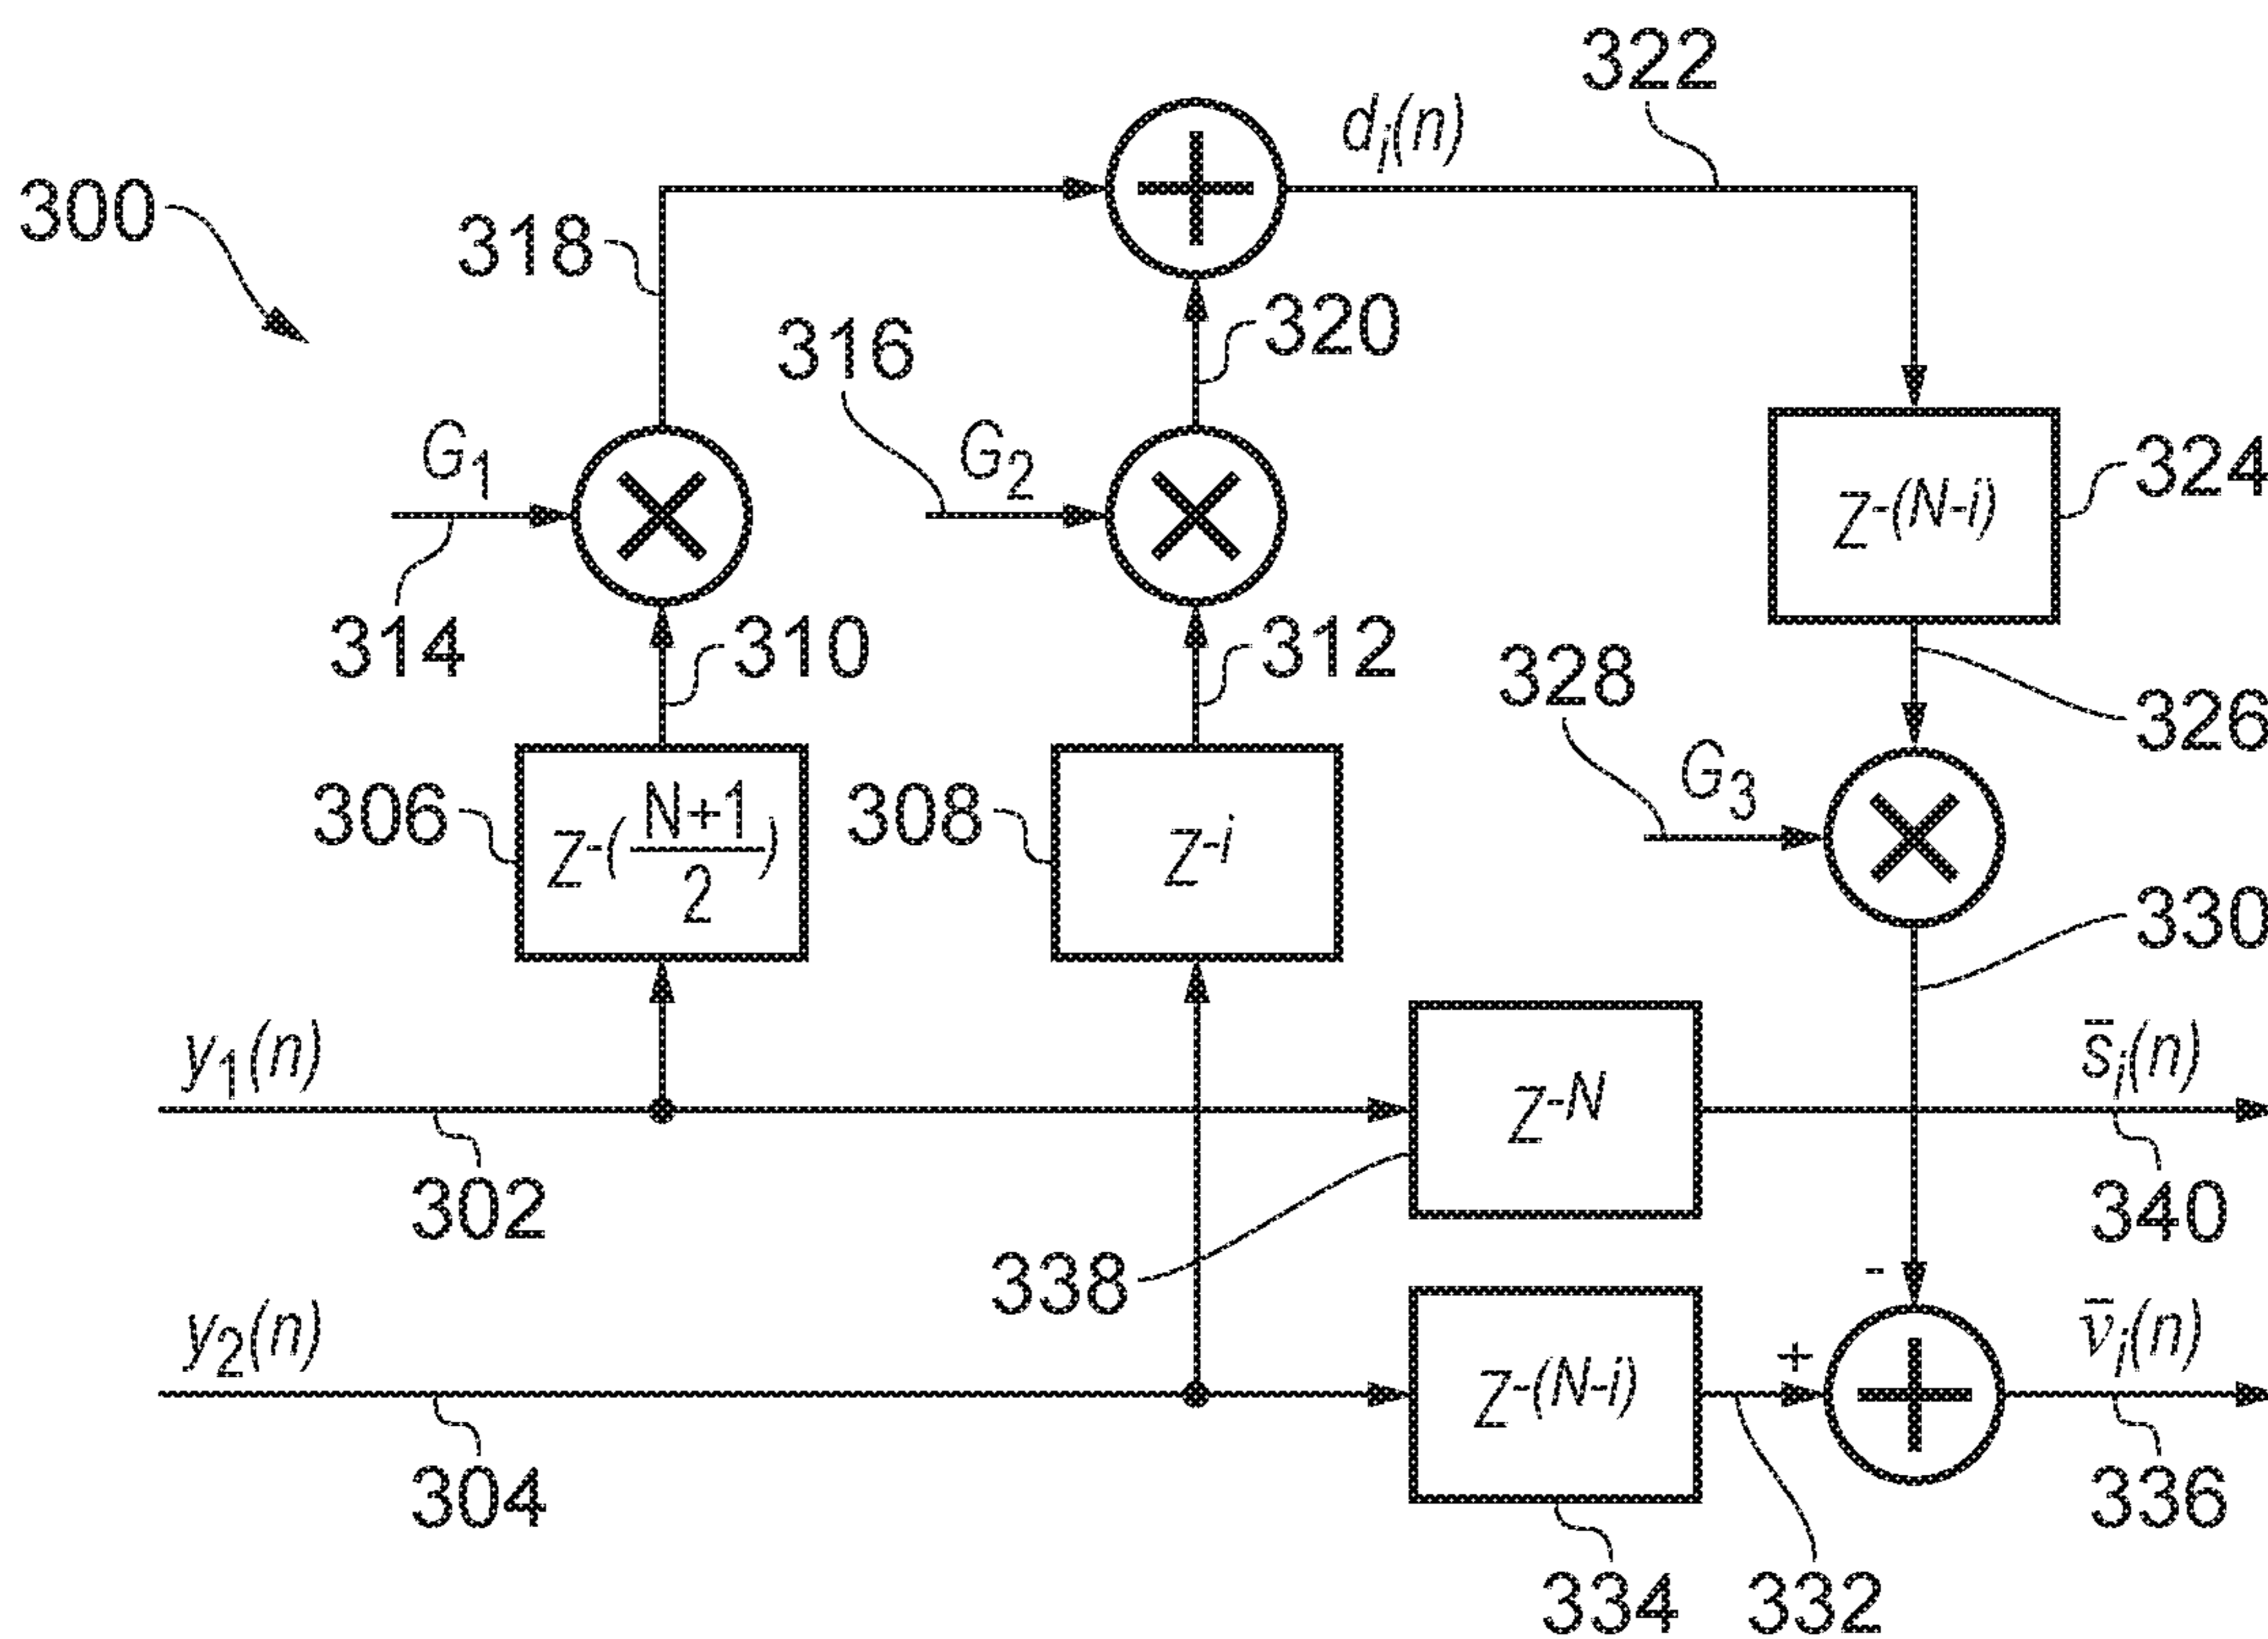 322
d_i(n)
300
318
316
320
G_1
G_2
324
Z^{-(N-i)}
314
310
312
328
326
G_3
306
Z^{-(\frac{N+1}{2})}
308
Z^{-i}
330
y_1(n)
Z^{-N}
s̄_i(n)
302
338
340
-
y_2(n)
Z^{-(N-i)}
+
v̄_i(n)
304
334
332
336